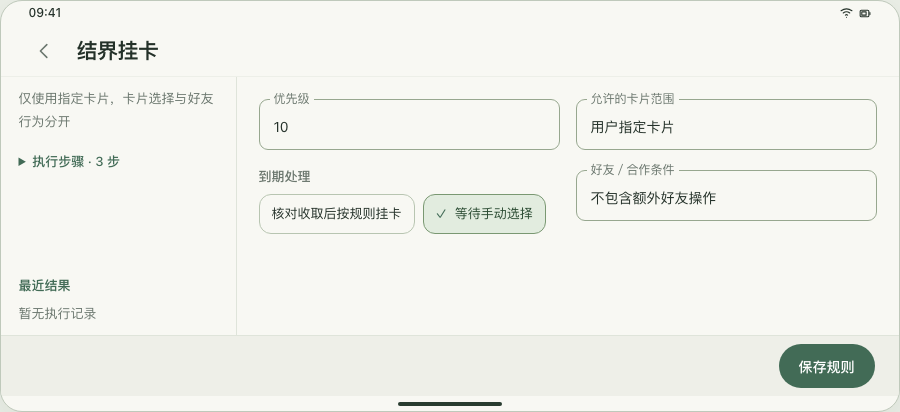 09:41
结界挂卡
仅使用指定卡片，卡片选择与好友
行为分开
▶ 执行步骤 · 3 步
最近结果
暂无执行记录
优先级
10
允许的卡片范围
用户指定卡片
到期处理
核对收取后按规则挂卡
✓ 等待手动选择
好友 / 合作条件
不包含额外好友操作
保存规则